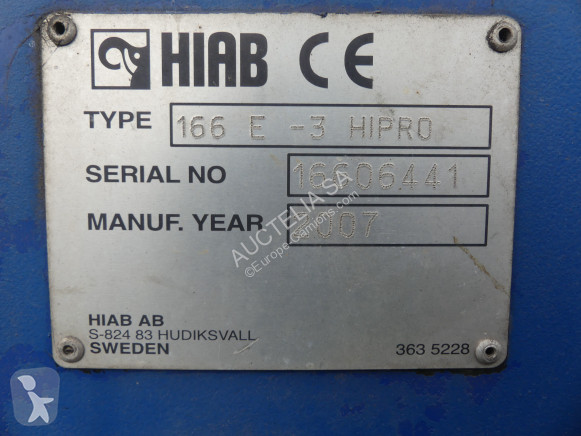 HIAB CE
TYPE 166 E -3 HIPRO
SERIAL NO 16606441
MANUF. YEAR 2007
AUCTELIA SA
©Europe-Camions.com
HIAB AB
S-824 83 HUDIKSVALL
SWEDEN 363 5228